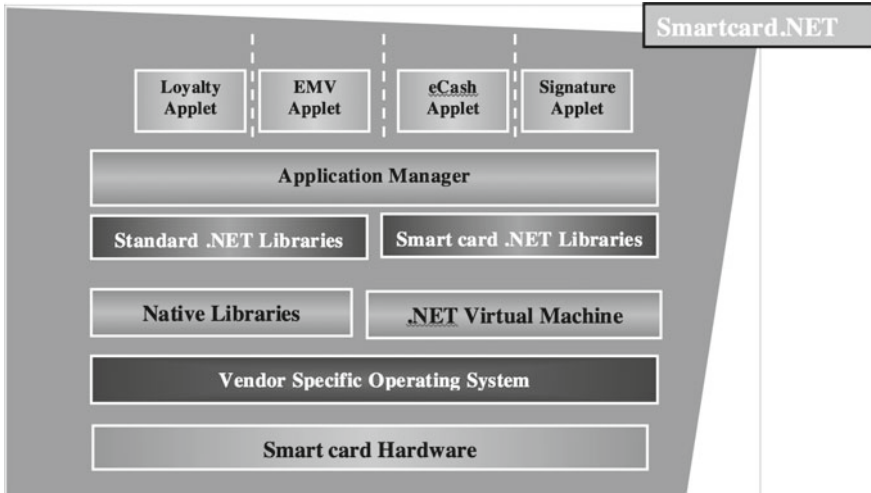 Smartcard.NET
Loyalty
Applet
EMV
Applet
eCash
Applet
Signature
Applet
Application Manager
Standard .NET Libraries
Smart card .NET Libraries
Native Libraries
.NET Virtual Machine
Vendor Specific Operating System
Smart card Hardware